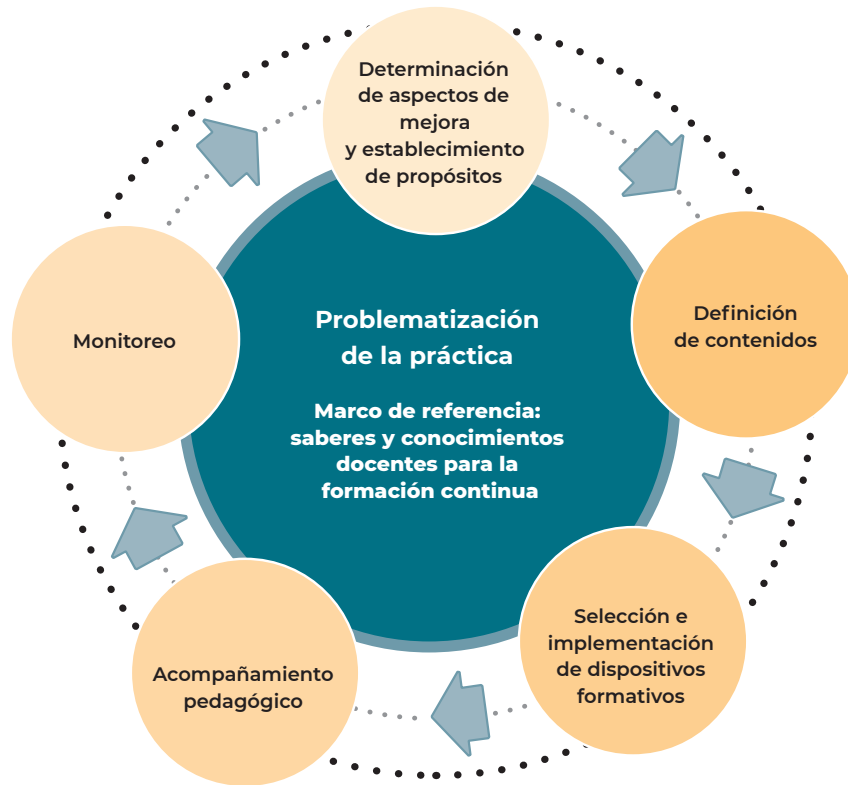 Determinación
de aspectos de
mejora
y establecimiento
de propósitos
Definición
de contenidos
Selección e
implementación
de dispositivos
formativos
Acompañamiento
pedagógico
Monitoreo
Problematización
de la práctica
Marco de referencia:
saberes y conocimientos
docentes para la
formación continua